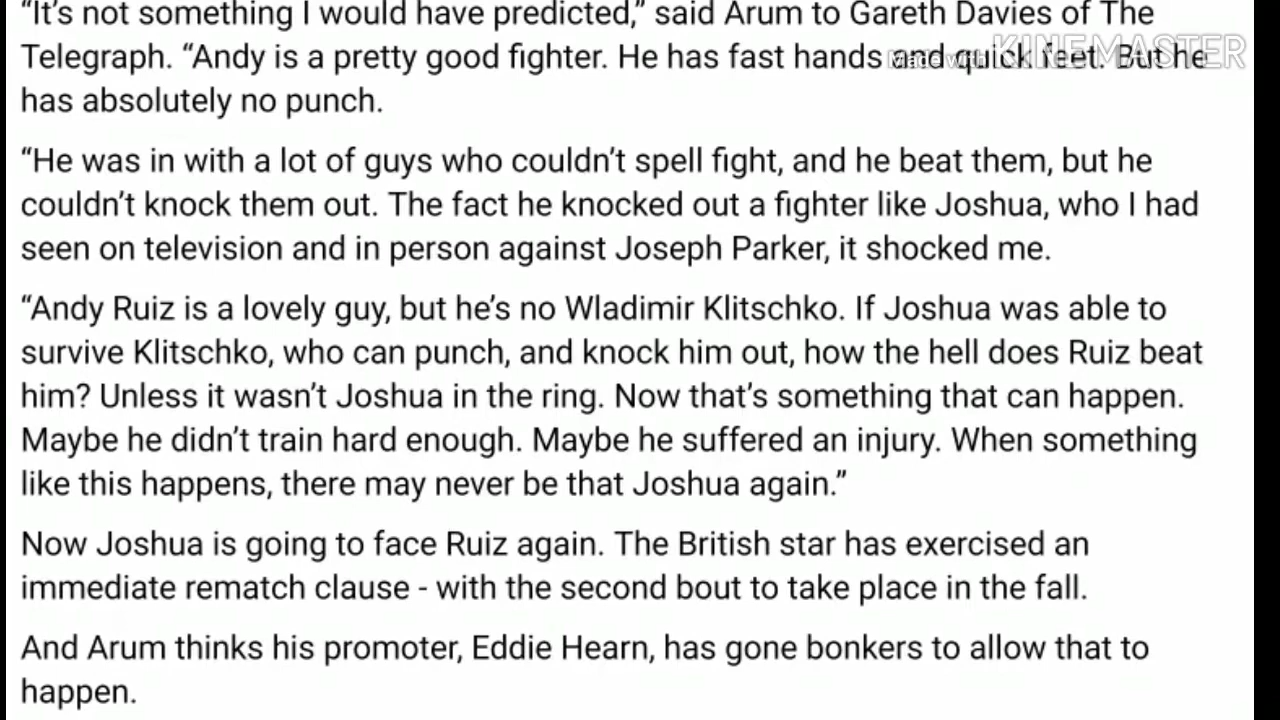 “It’s not something I would have predicted,” said Arum to Gareth Davies of The
Telegraph. “Andy is a pretty good fighter. He has fast hands and quick feet. But he
has absolutely no punch.
“He was in with a lot of guys who couldn’t spell fight, and he beat them, but he
couldn’t knock them out. The fact he knocked out a fighter like Joshua, who I had
seen on television and in person against Joseph Parker, it shocked me.
“Andy Ruiz is a lovely guy, but he’s no Wladimir Klitschko. If Joshua was able to
survive Klitschko, who can punch, and knock him out, how the hell does Ruiz beat
him? Unless it wasn’t Joshua in the ring. Now that’s something that can happen.
Maybe he didn’t train hard enough. Maybe he suffered an injury. When something
like this happens, there may never be that Joshua again.”
Now Joshua is going to face Ruiz again. The British star has exercised an
immediate rematch clause - with the second bout to take place in the fall.
And Arum thinks his promoter, Eddie Hearn, has gone bonkers to allow that to
happen.
Made with KINEMASTER